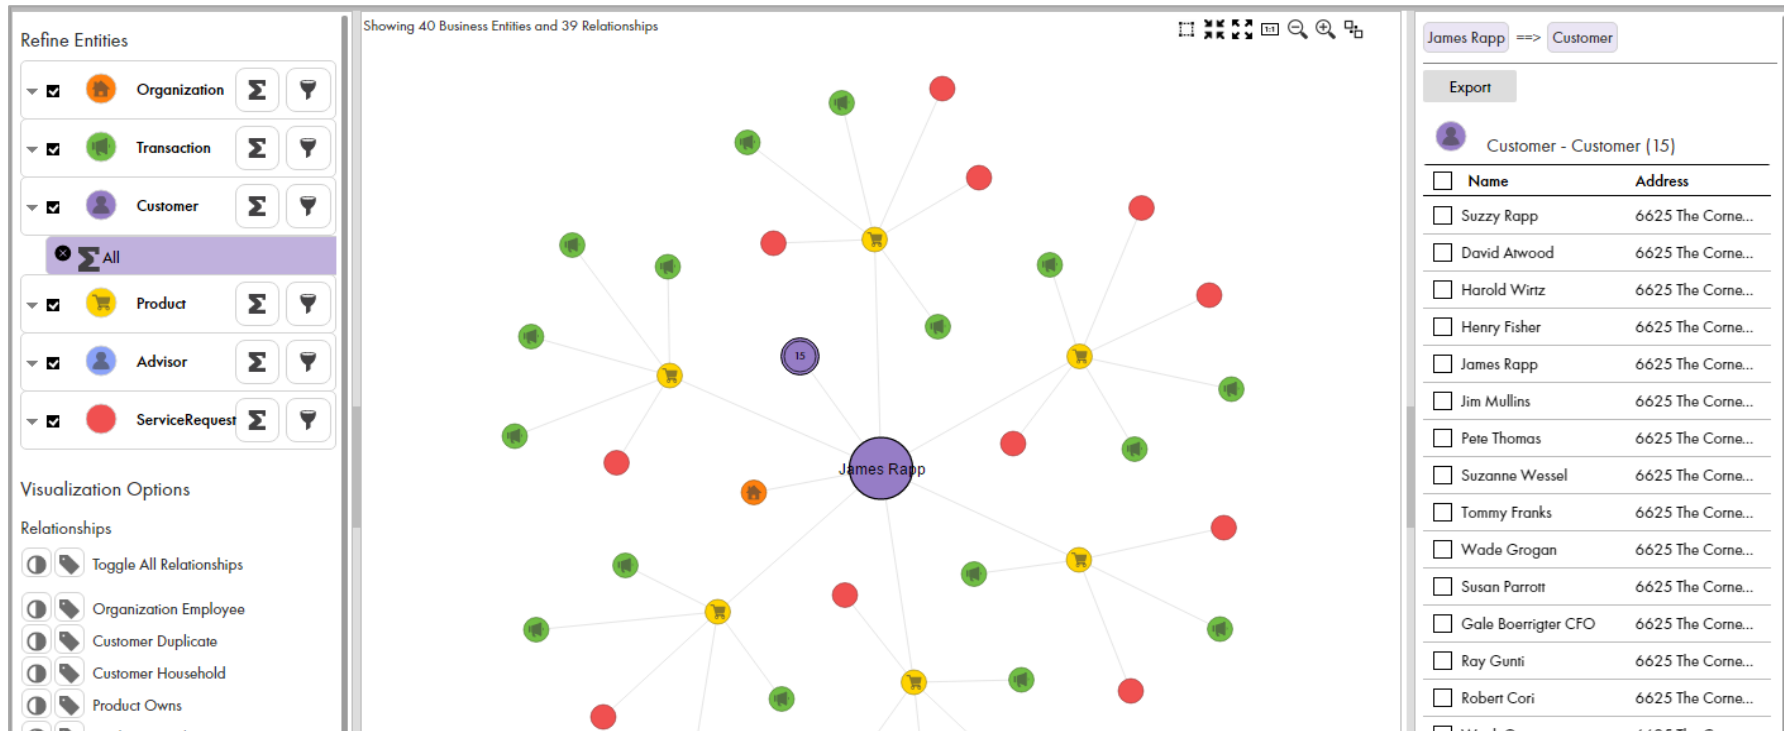 Refine Entities
Organization
Transaction
Customer
All
Product
Advisor
ServiceRequest
Visualization Options
Relationships
Toggle All Relationships
Organization Employee
Customer Duplicate
Customer Household
Product Owns
Showing 40 Business Entities and 39 Relationships
1:1
15
James Rapp
James Rapp ==> Customer
Export
Customer - Customer (15)
Name Address
Suzzy Rapp 6625 The Corne...
David Atwood 6625 The Corne...
Harold Wirtz 6625 The Corne...
Henry Fisher 6625 The Corne...
James Rapp 6625 The Corne...
Jim Mullins 6625 The Corne...
Pete Thomas 6625 The Corne...
Suzanne Wessel 6625 The Corne...
Tommy Franks 6625 The Corne...
Wade Grogan 6625 The Corne...
Susan Parrott 6625 The Corne...
Gale Boerrigter CFO 6625 The Corne...
Ray Gunti 6625 The Corne...
Robert Cori 6625 The Corne...